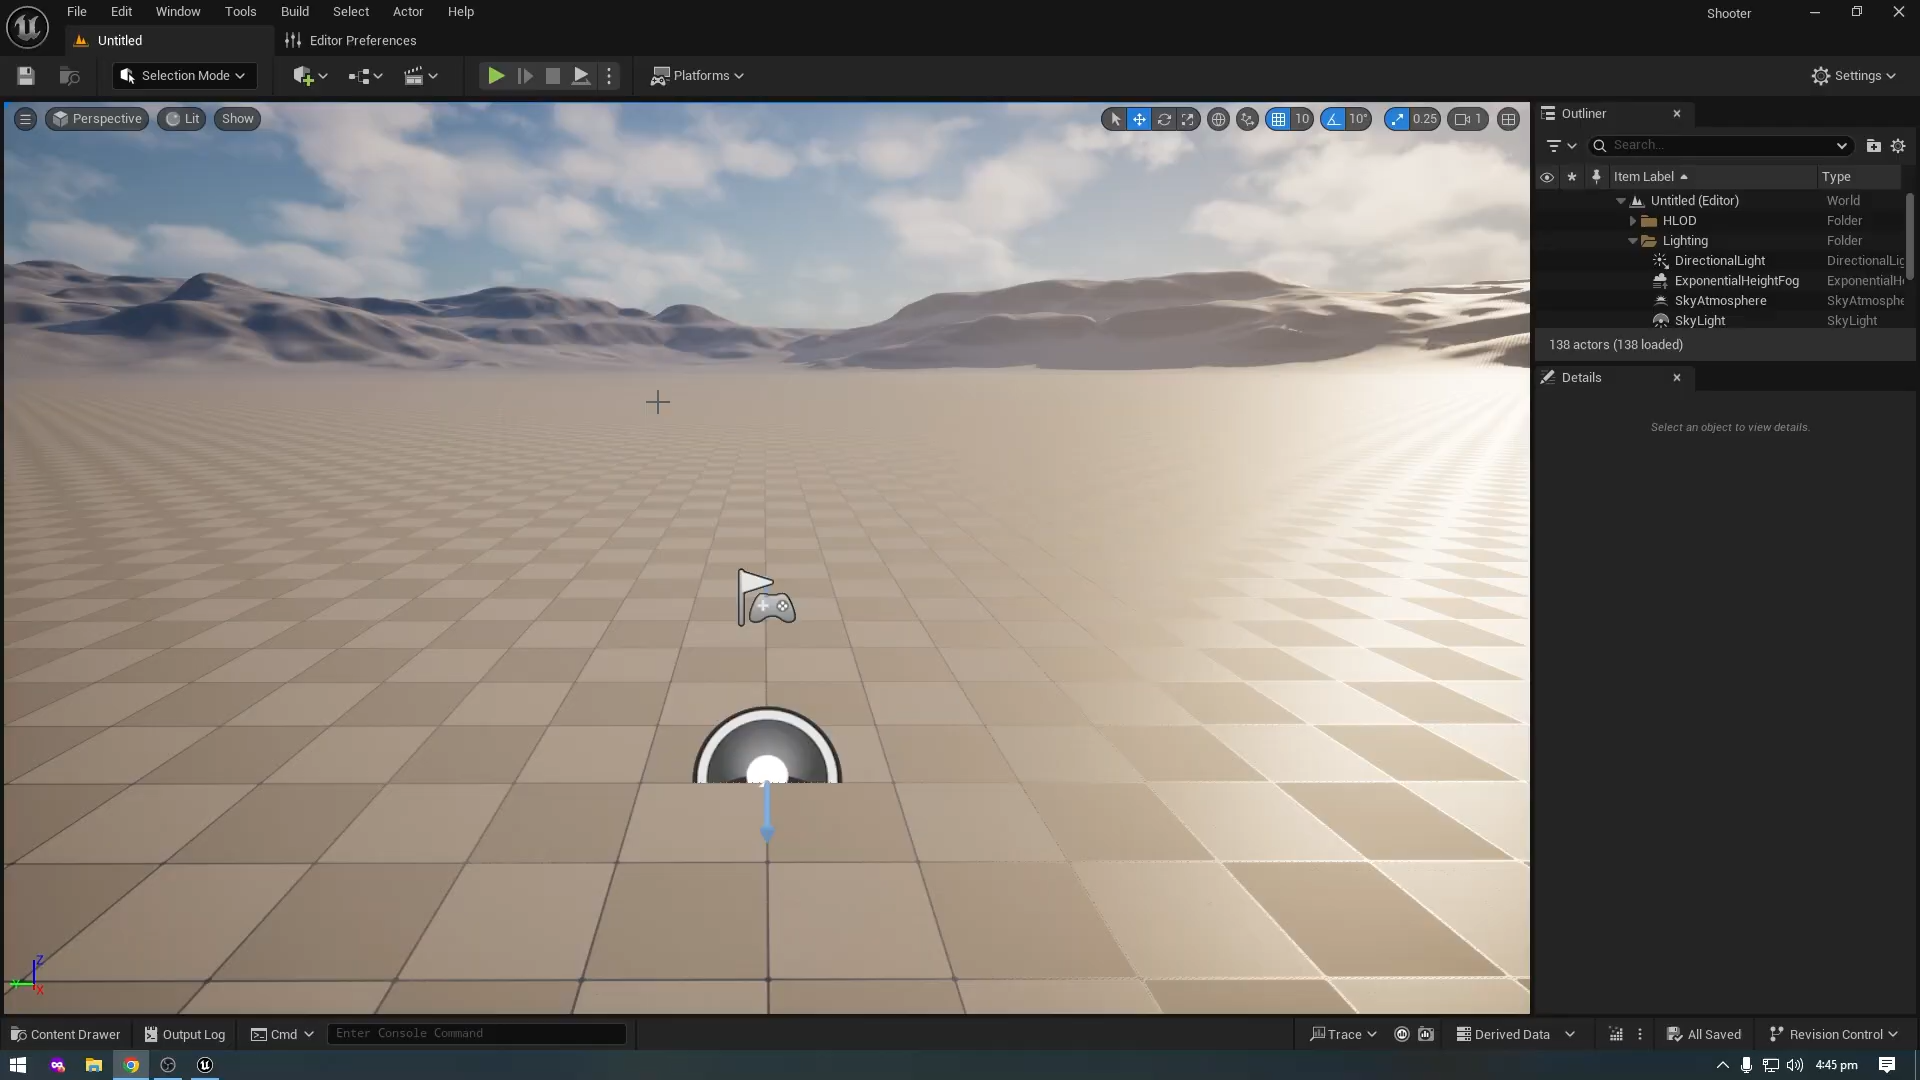 File Edit Window Tools Build Select Actor Help
Shooter
Untitled
Editor Preferences
Selection Mode
Platforms
Settings
Perspective Lit Show
10 10° 0.25 1
Outliner
Search...
Item Label Type
Untitled (Editor) World
HLOD Folder
Lighting Folder
DirectionalLight DirectionalLig
ExponentialHeightFog ExponentialH
SkyAtmosphere SkyAtmosphe
SkyLight SkyLight
138 actors (138 loaded)
Details
Select an object to view details.
Z
Y
X
Content Drawer Output Log Cmd Enter Console Command
Trace Derived Data All Saved Revision Control
4:45 pm